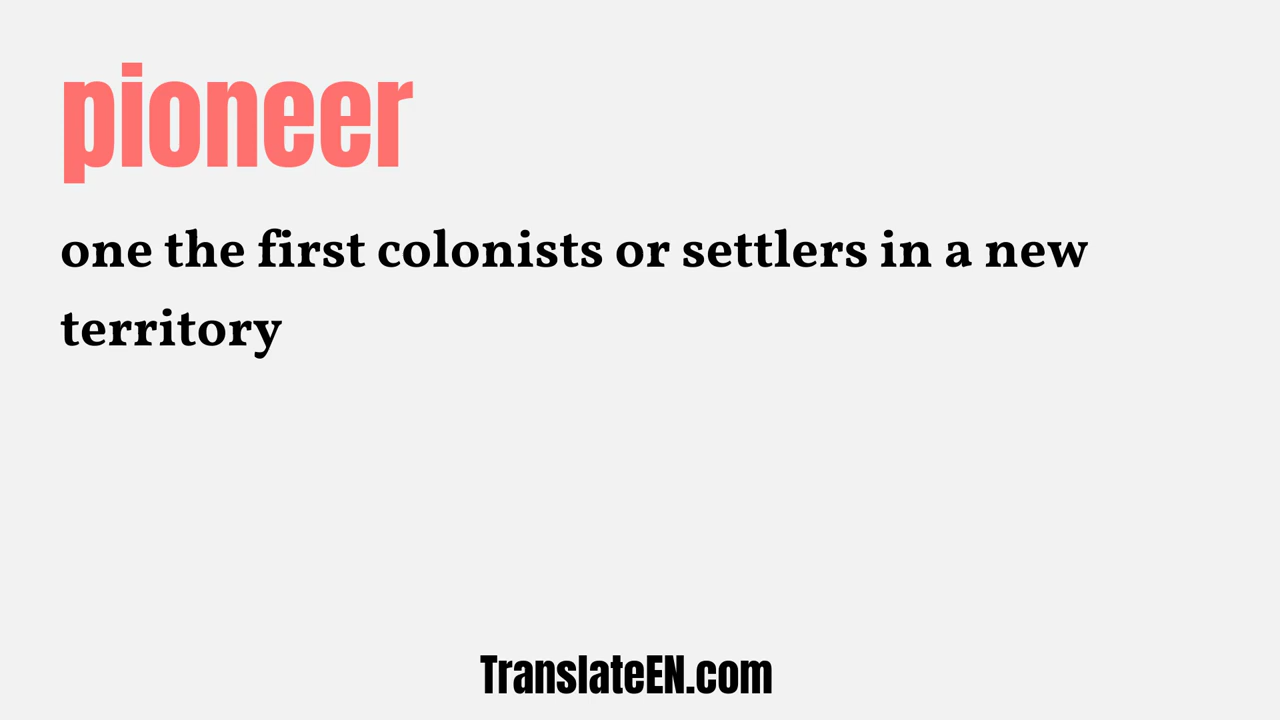 pioneer
one the first colonists or settlers in a new
territory
TranslateEN.com